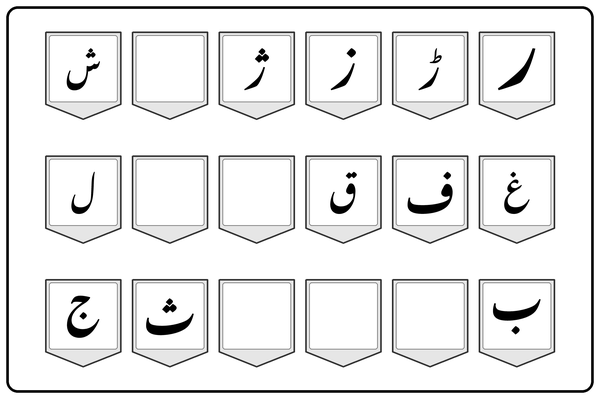 ر ڑ ز ژ ش
غ ف ق ل
ب ث ج